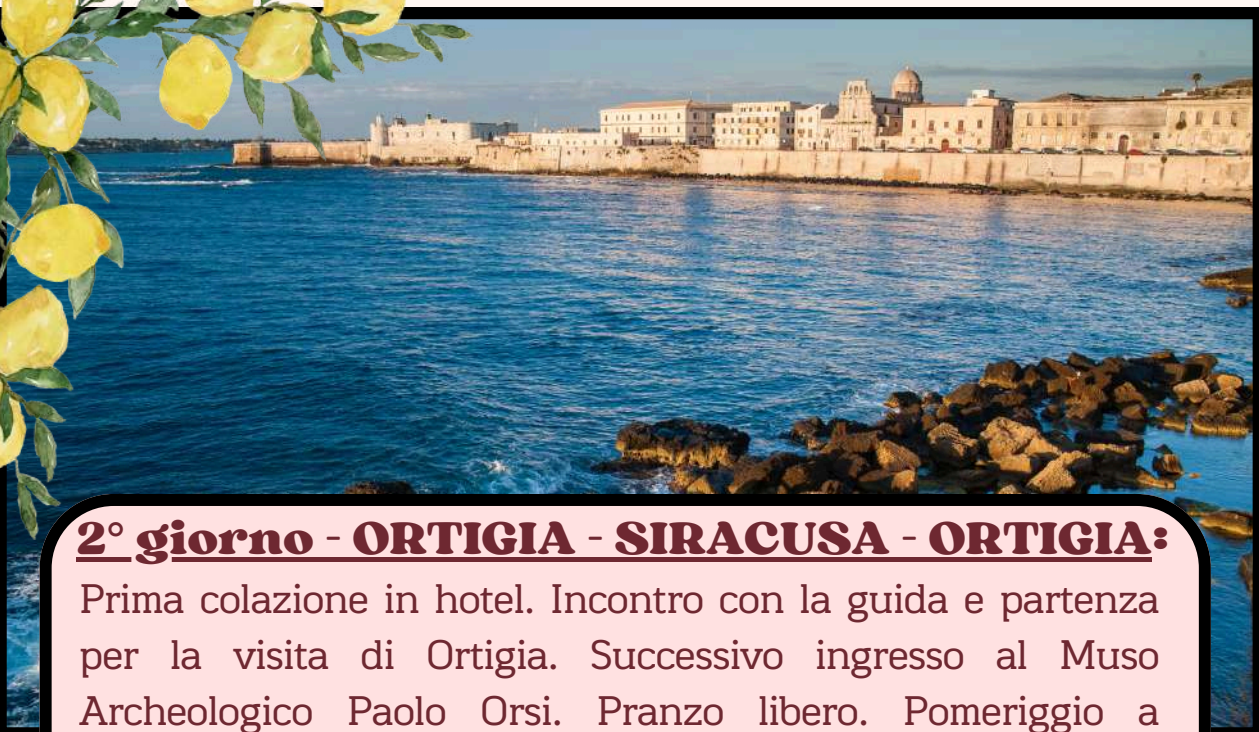 2° giorno - ORTIGIA - SIRACUSA - ORTIGIA:
Prima colazione in hotel. Incontro con la guida e partenza
per la visita di Ortigia. Successivo ingresso al Muso
Archeologico Paolo Orsi. Pranzo libero. Pomeriggio a